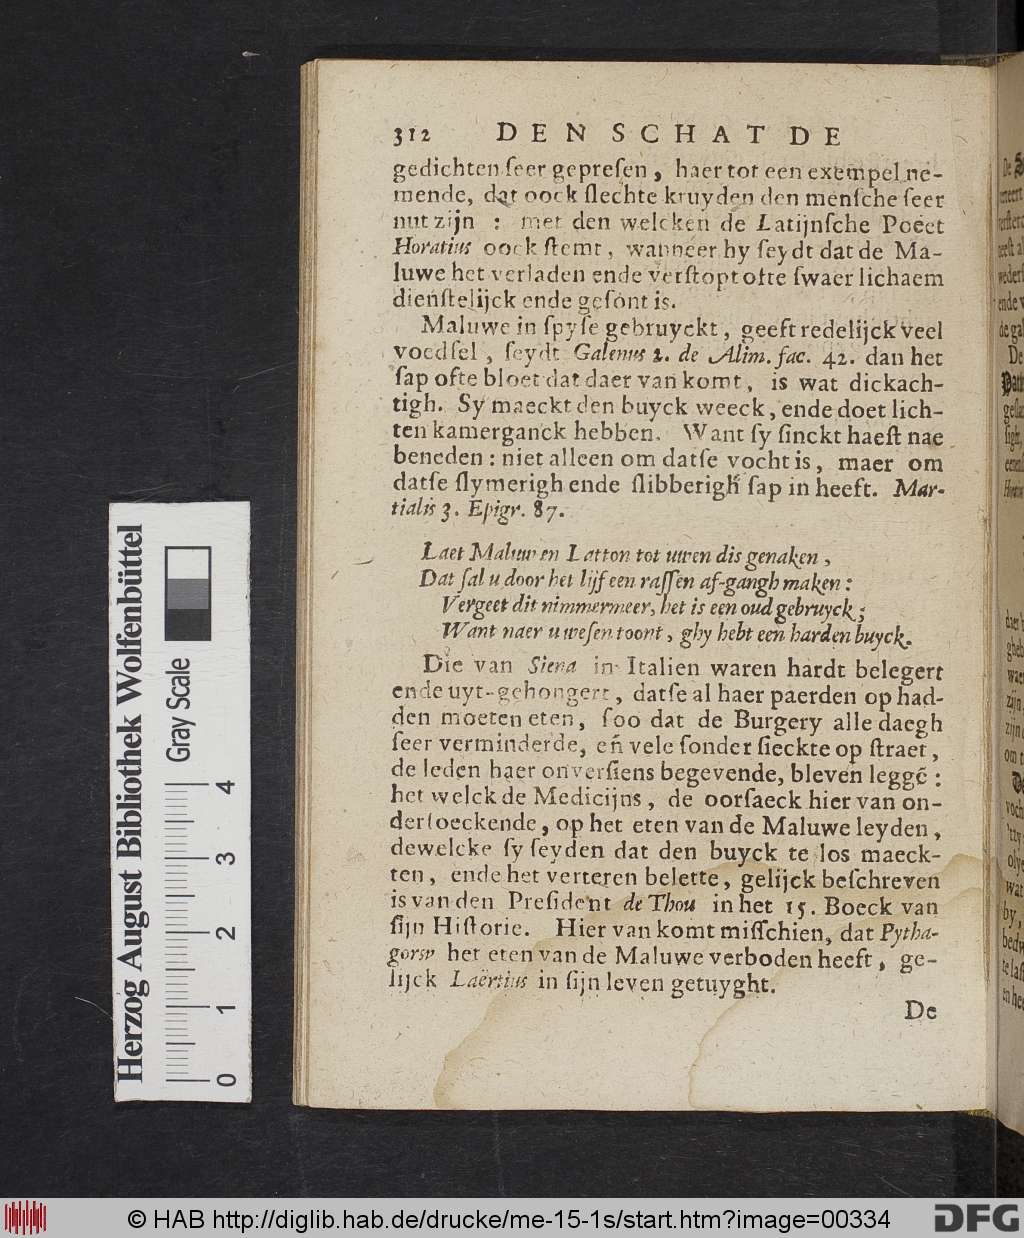 312 DEN SCHAT DE
gedichten ſeer gepreſen, haer tot een exempel ne-
mende, dat oock ſlechte kruyden den menſche ſeer
nut zijn : met den welcken de Latijnſche Poëet
Horatius oock ſtemt, wanneer hy ſeydt dat de Ma-
luwe het verladen ende verſtopt ofte ſwaer lichaem
dienſtelijck ende geſont is.
Maluwe in ſpyſe gebruyckt, geeft redelijck veel
voedſel, ſeydt Galenus 2. de Alim. fac. 42. dan het
ſap ofte bloet dat daer van komt, is wat dickach-
tigh. Sy maeckt den buyck weeck, ende doet lich-
ten kamerganck hebben. Want ſy ſinckt haeſt nae
beneden : niet alleen om datſe vocht is, maer om
datſe ſlymerigh ende ſlibberigh ſap in heeft. Mar-
tialis 3. Epigr. 87.
Laet Maluwen Latton tot uwen dis genaken,
Dat ſal u door het lijf een raſſen af-gangh maken :
Vergeet dit nimmermeer, het is een oud gebruyck ;
Want naer u weſen toont, ghy hebt een harden buyck.
Die van Siena in Italien waren hardt belegert
ende uyt-gehongert, datſe al haer paerden op had-
den moeten eten, ſoo dat de Burgery alle daegh
ſeer verminderde, eñ vele ſonder ſieckte op ſtraet,
de leden haer onverſiens begevende, bleven leggē :
het welck de Medicijns, de oorſaeck hier van on-
derſoeckende, op het eten van de Maluwe leyden,
dewelcke ſy ſeyden dat den buyck te los maeck-
ten, ende het verteren belette, gelijck beſchreven
is van den Preſident de Thou in het 15. Boeck van
ſijn Hiſtorie. Hier van komt miſſchien, dat Pytha-
goras het eten van de Maluwe verboden heeft, ge-
lijck Laërtius in ſijn leven getuyght.
De
Herzog August Bibliothek Wolfenbüttel
Gray Scale
0 1 2 3 4
© HAB http://diglib.hab.de/drucke/me-15-1s/start.htm?image=00334
DFG